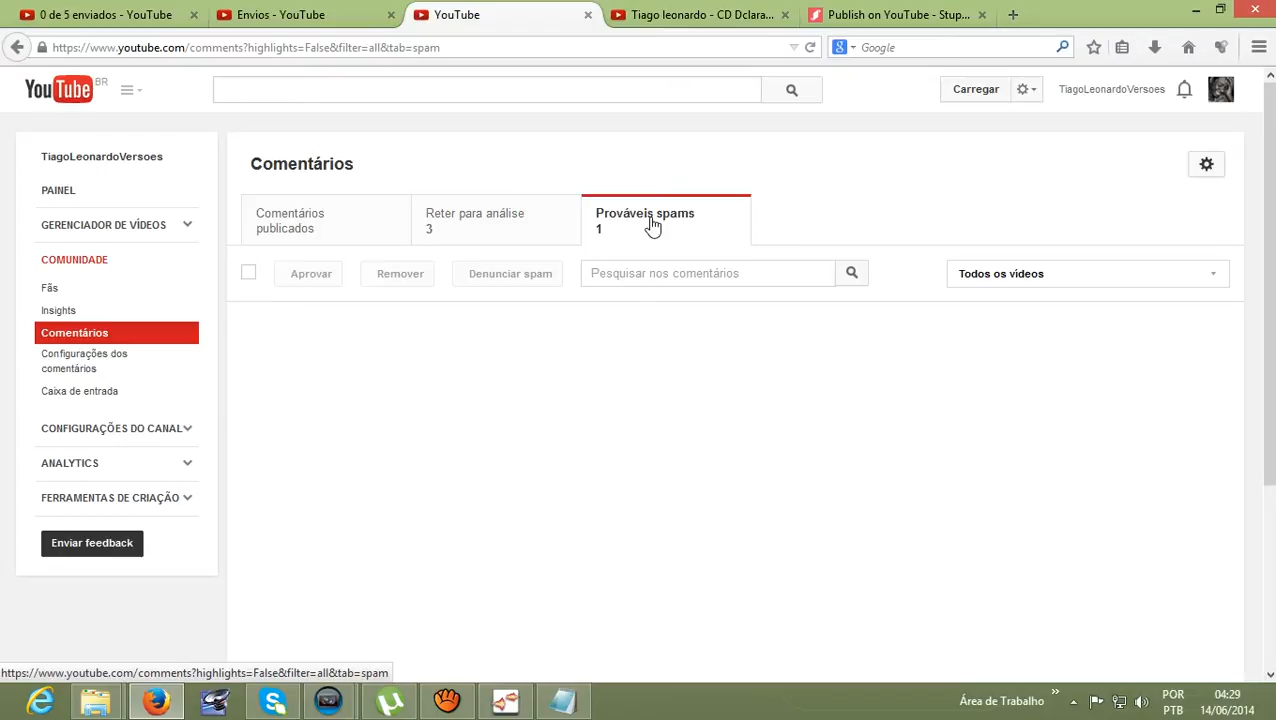 0 de 5 enviados - YouTube
Envios - YouTube
YouTube
Tiago leonardo - CD Dclara...
Publish on YouTube - Stup...
https://www.youtube.com/comments?highlights=False&filter=all&tab=spam
Google
YouTube BR
Carregar
TiagoLeonardoVersoes
TiagoLeonardoVersoes
PAINEL
GERENCIADOR DE VÍDEOS
COMUNIDADE
Fãs
Insights
Comentários
Configurações dos
comentários
Caixa de entrada
CONFIGURAÇÕES DO CANAL
ANALYTICS
FERRAMENTAS DE CRIAÇÃO
Enviar feedback
Comentários
Comentários
publicados
Reter para análise
3
Prováveis spams
1
Aprovar
Remover
Denunciar spam
Pesquisar nos comentários
Todos os videos
https://www.youtube.com/comments?highlights=False&filter=all&tab=spam
Área de Trabalho
POR
PTB
04:29
14/06/2014